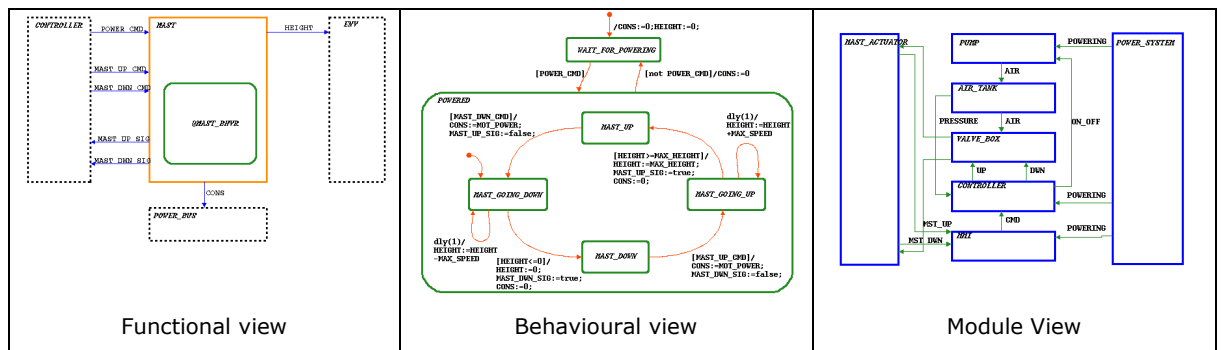 CONTROLLER
POWER CMD
MAST
HEIGHT
ENV
MAST UP CMD
MAST DWN CMD
@MAST_BHVR
MAST UP SIG
MAST DWN SIG
CONS
POWER_BUS
Functional view
/CONS:=0;HEIGHT:=0;
WAIT_FOR_POWERING
[POWER_CMD]
[not POWER_CMD]/CONS:=0
POWERED
[MAST_DWN_CMD]/
CONS:=MOT_POWER;
MAST_UP_SIG:=false;
MAST_UP
dly(1)/
HEIGHT:=HEIGHT
+MAX_SPEED
[HEIGHT>=MAX_HEIGHT]/
HEIGHT:=MAX_HEIGHT;
MAST_UP_SIG:=true;
CONS:=0;
MAST_GOING_DOWN
MAST_GOING_UP
dly(1)/
HEIGHT:=HEIGHT
-MAX_SPEED
[HEIGHT<=0]/
HEIGHT:=0;
MAST_DWN_SIG:=true;
CONS:=0;
MAST_DOWN
[MAST_UP_CMD]/
CONS:=MOT_POWER;
MAST_DWN_SIG:=false;
Behavioural view
MAST_ACTUATOR
PUMP
POWERING
POWER_SYSTEM
AIR
AIR_TANK
PRESSURE
AIR
ON_OFF
VALVE_BOX
UP
DWN
CONTROLLER
POWERING
CMD
MST_UP
MMI
POWERING
MST_DWN
Module View